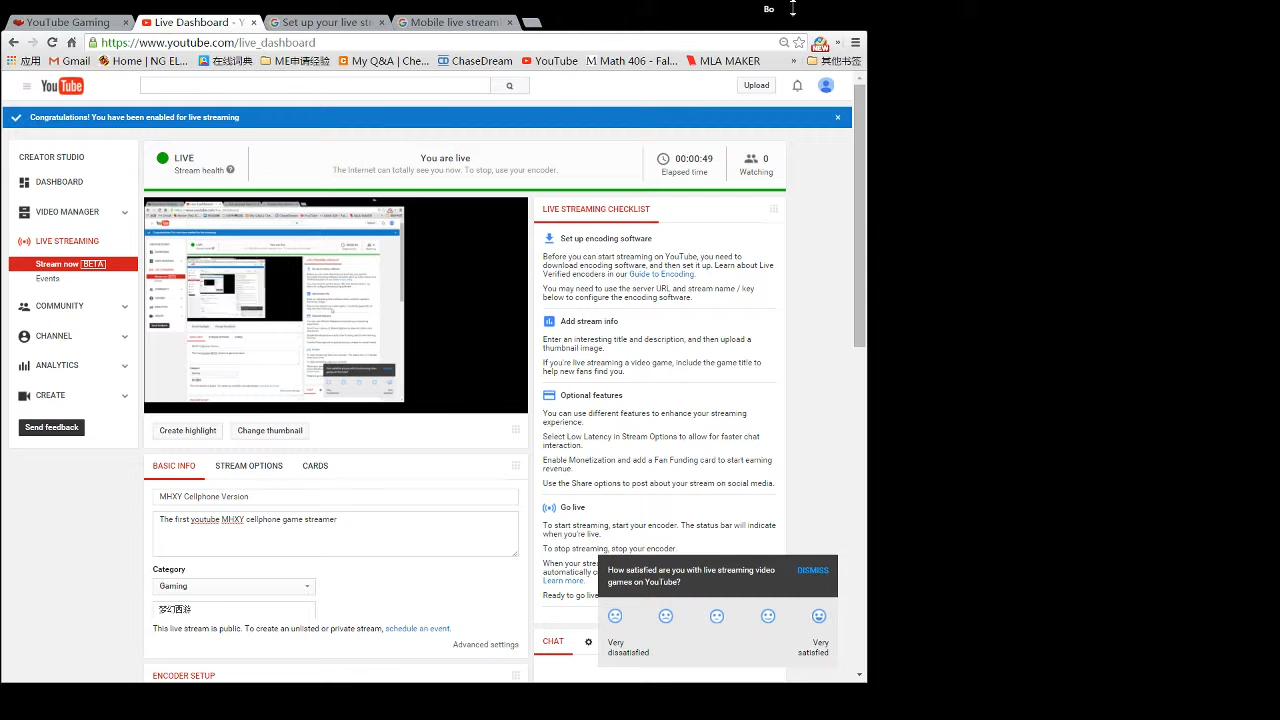 Bo
YouTube Gaming
Live Dashboard - Y
Set up your live stre
Mobile live streami
https://www.youtube.com/live_dashboard
NEW
应用
Gmail
Home | NG EL...
在线词典
ME申请经验
My Q&A | Che...
ChaseDream
YouTube
Math 406 - Fal...
MLA MAKER
其他书签
YouTube
Upload
Congratulations! You have been enabled for live streaming
CREATOR STUDIO
DASHBOARD
VIDEO MANAGER
LIVE STREAMING
Stream now BETA
Events
COMMUNITY
CHANNEL
ANALYTICS
CREATE
Send feedback
LIVE
Stream health
You are live
The Internet can totally see you now. To stop, use your encoder.
00:00:49
Elapsed time
0
Watching
Create highlight
Change thumbnail
BASIC INFO
STREAM OPTIONS
CARDS
MHXY Cellphone Version
The first youtube MHXY cellphone game streamer
Category
Gaming
梦幻西游
This live stream is public. To create an unlisted or private stream, schedule an event.
Advanced settings
ENCODER SETUP
LIVE STREAMING CHECKLIST
Set up encoding software
Before you can start streaming on YouTube, you need to
download encoding software, and then set it up. Learn about
Verified encoders in our Guide to Encoding.
You may need to use the server URL and stream name / key
below to configure the encoding software.
Add stream info
Enter an interesting title and description, and then upload a
thumbnail image.
If you're live streaming a video game, include the game title to
help new fans find you.
Optional features
You can use different features to enhance your streaming
experience.
Select Low Latency in Stream Options to allow for faster chat
interaction.
Enable Monetization and add a Fan Funding card to start earning
revenue.
Use the Share options to post about your stream on social media.
Go live
To start streaming, start your encoder. The status bar will indicate
when you're live.
To stop streaming, stop your encoder.
When your
automatically c
Learn more.
Ready to go live
CHAT
How satisfied are you with live streaming video
games on YouTube?
DISMISS
Very
dissatisfied
Very
satisfied